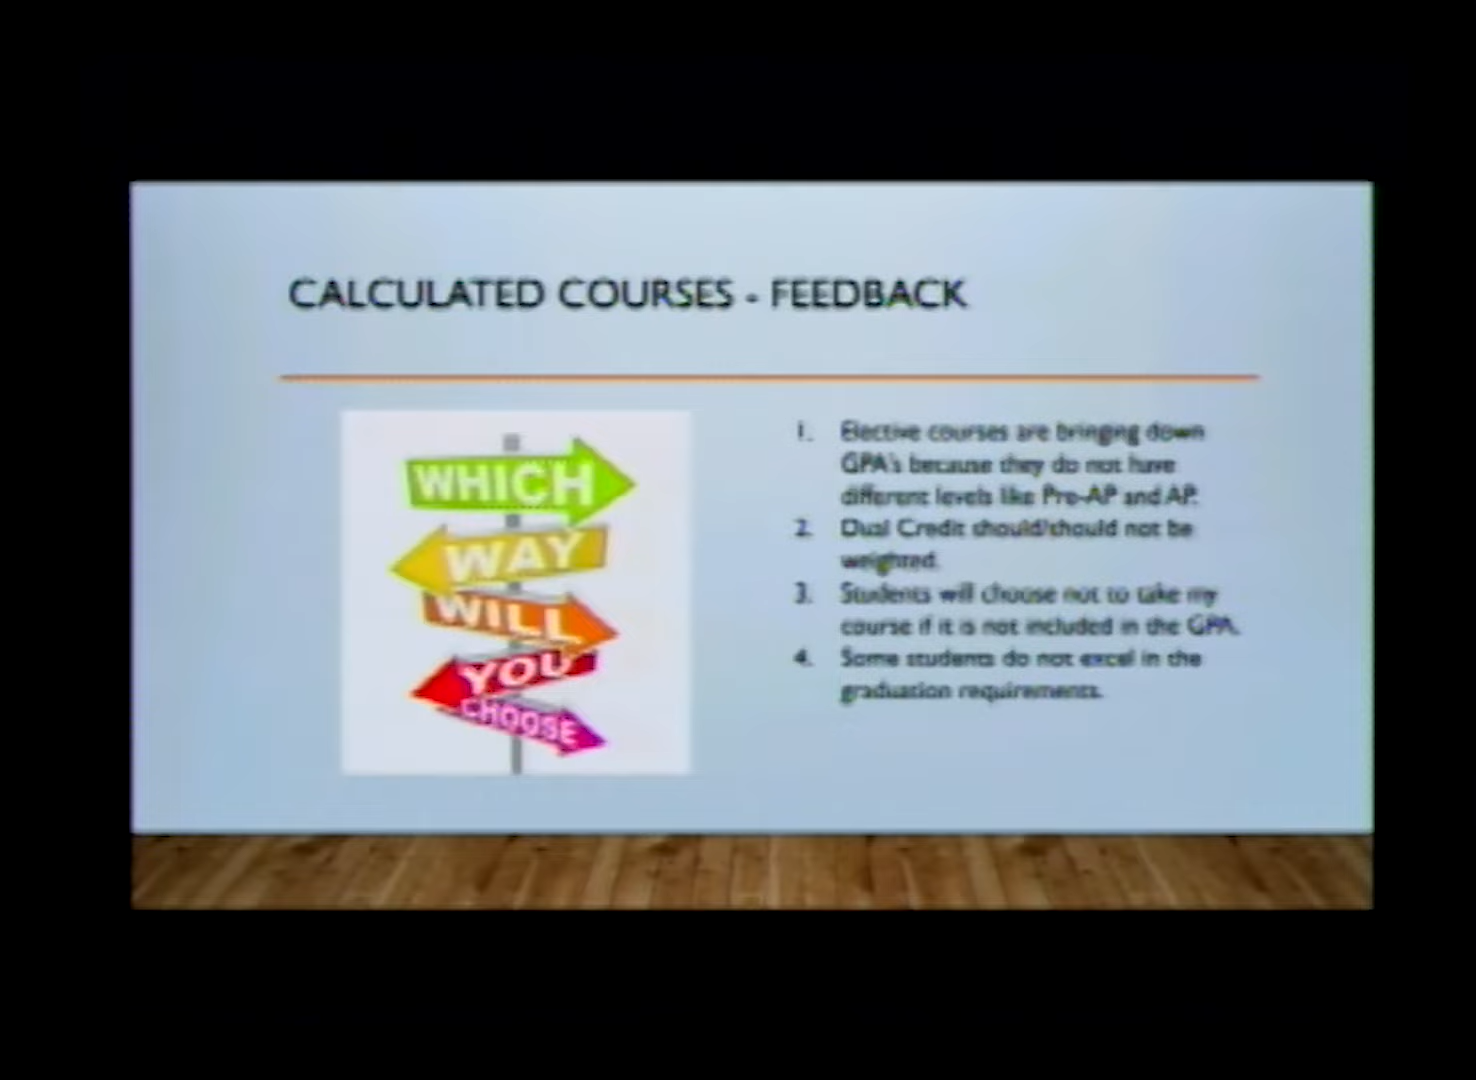 CALCULATED COURSES - FEEDBACK
WHICH
WAY
WILL
YOU
CHOOSE
1. Elective courses are bringing down
GPA's because they do not have
different levels like Pre-AP and AP.
2. Dual Credit should/should not be
weighted.
3. Students will choose not to take my
course if it is not included in the GPA.
4. Some students do not excel in the
graduation requirements.